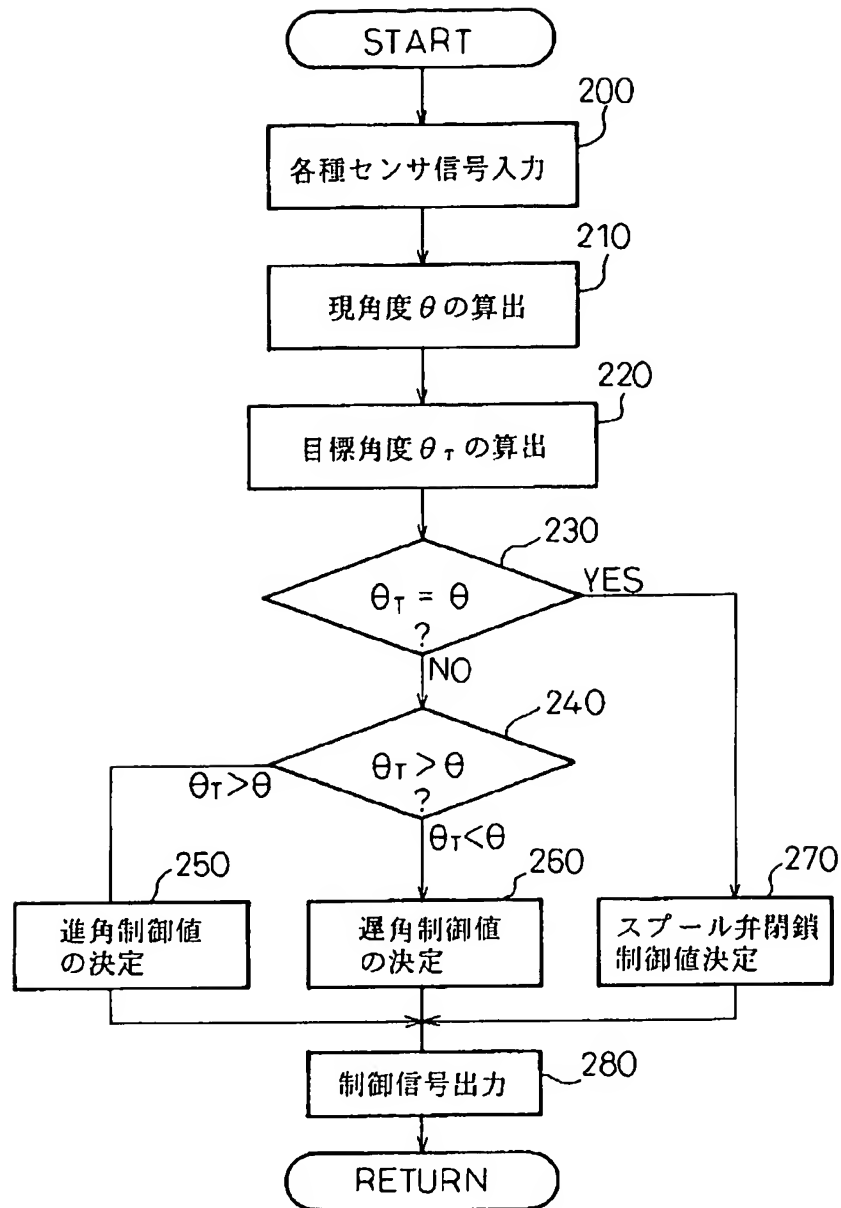 START
200
各種センサ信号入力
210
現角度θの算出
220
目標角度θTの算出
230
θT = θ
?
YES
NO
240
θT > θ
?
θT>θ
θT<θ
250
進角制御値
の決定
260
遅角制御値
の決定
270
スプール弁閉鎖
制御値決定
制御信号出力
280
RETURN